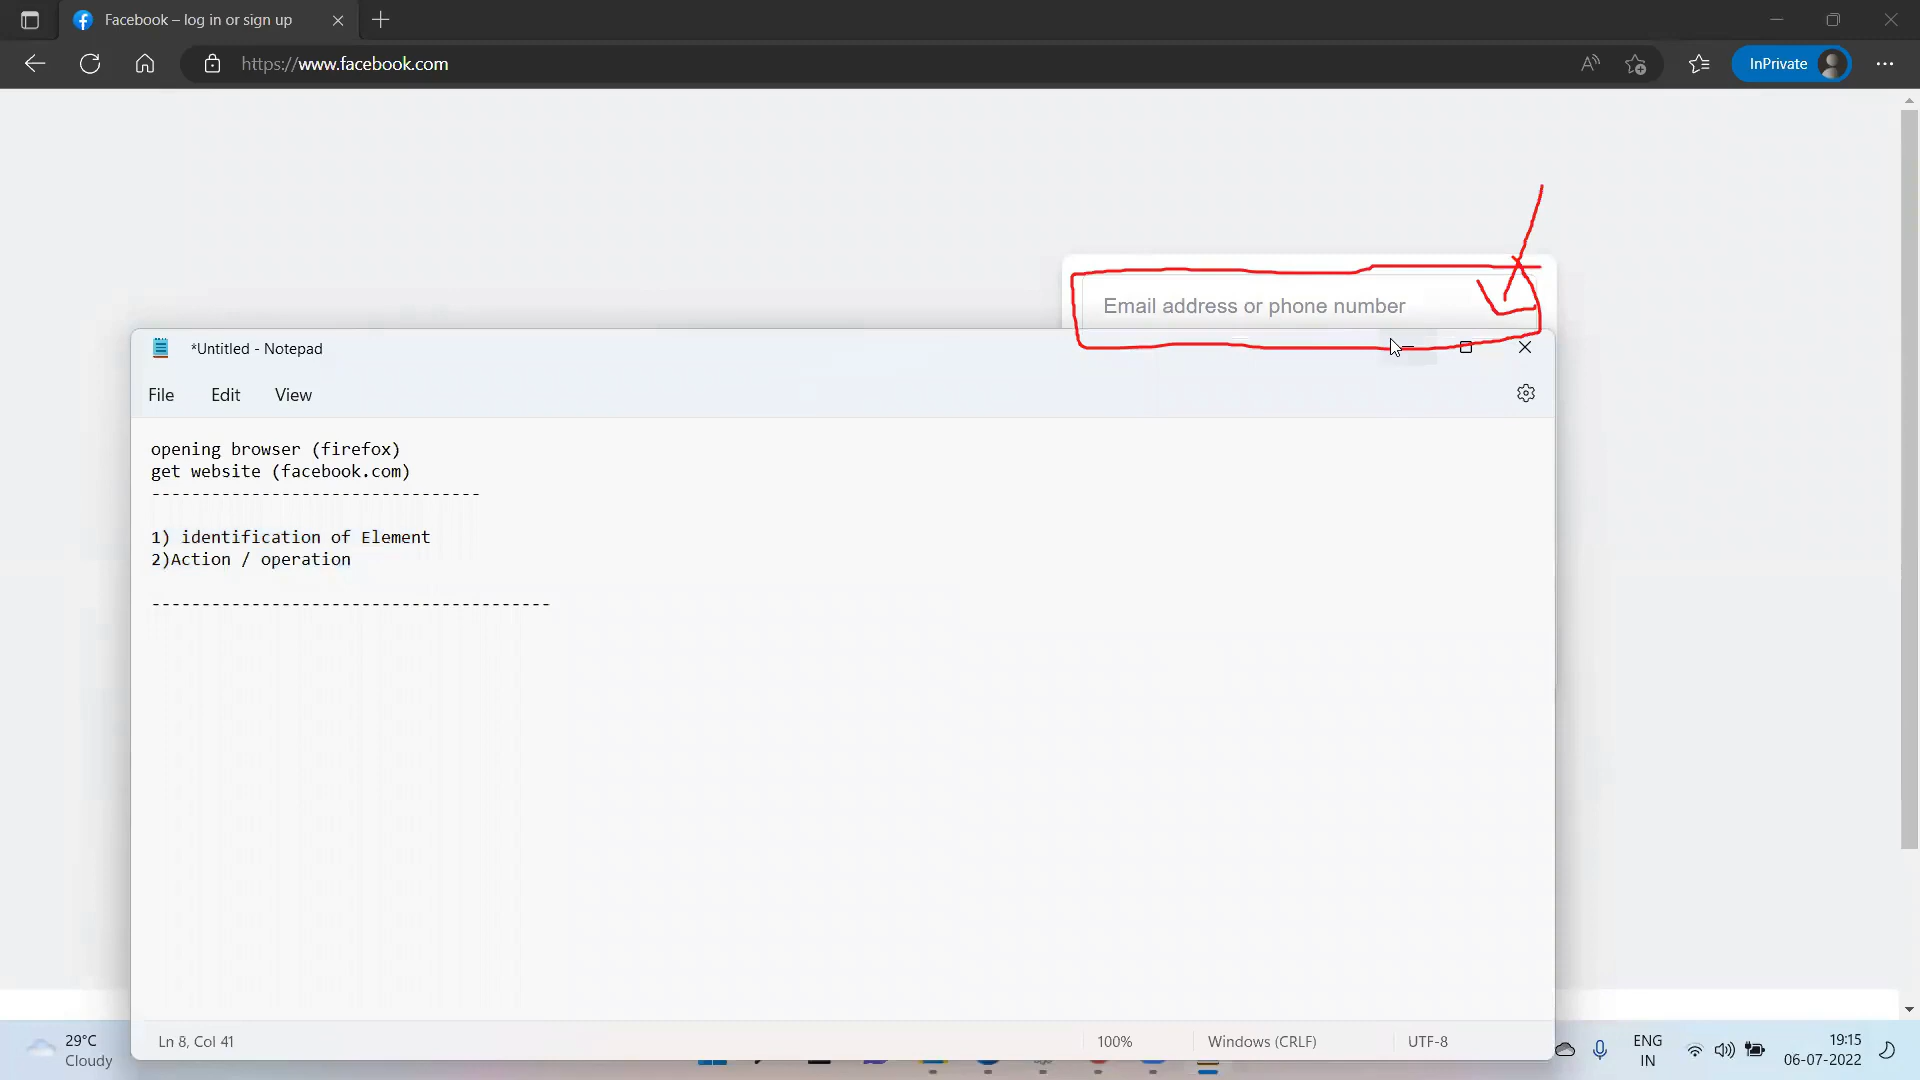 Facebook – log in or sign up
https://www.facebook.com
InPrivate
Email address or phone number
*Untitled - Notepad
File Edit View
opening browser (firefox)
get website (facebook.com)
---------------------------------
1) identification of Element
2)Action / operation
----------------------------------------
Ln 8, Col 41
100%
Windows (CRLF)
UTF-8
29°C
Cloudy
ENG
IN
19:15
06-07-2022